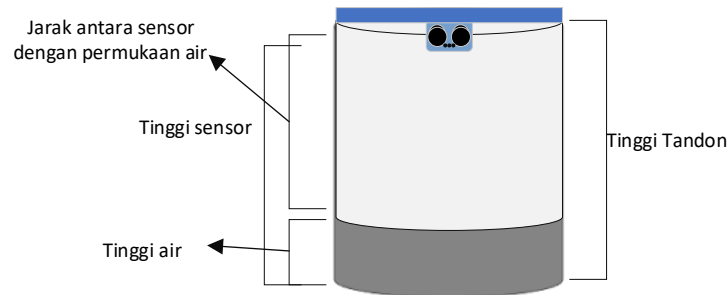 Jarak antara sensor
dengan permukaan air
Tinggi sensor
Tinggi Tandon
Tinggi air